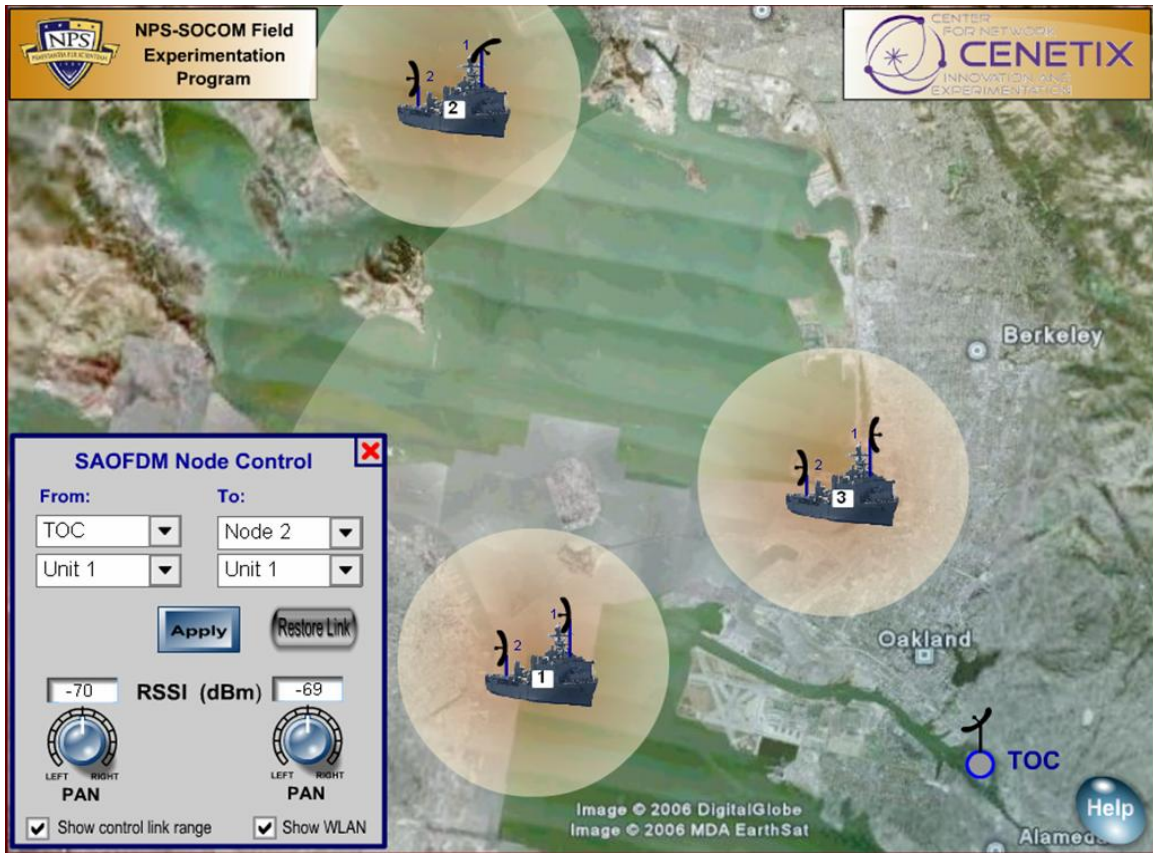 NPS-SOCOM Field
Experimentation
Program
NPS
CENTER
FOR NETWORK
CENETIX
INNOVATION AND
EXPERIMENTATION
1
2
2
Berkeley
1
2
3
SAOFDM Node Control
From: To:
TOC Node 2
Unit 1 Unit 1
Apply Restore Link
-70 RSSI (dBm) -69
LEFT RIGHT LEFT RIGHT
PAN PAN
Show control link range Show WLAN
1
2
1
Oakland
TOC
Help
Image © 2006 DigitalGlobe
Image © 2006 MDA EarthSat
Alameda